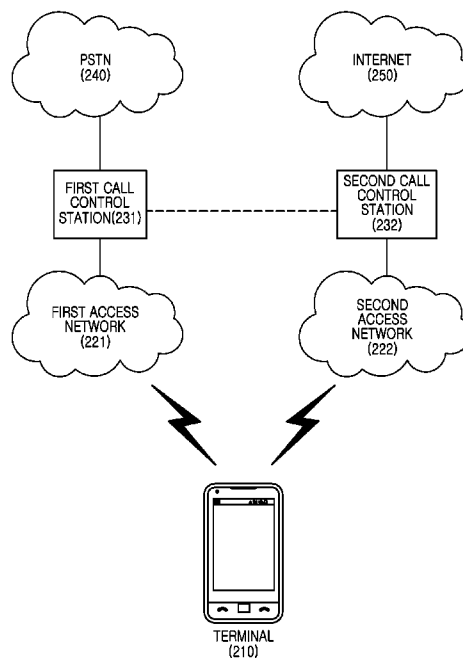 PSTN
(240)
INTERNET
(250)
FIRST CALL
CONTROL
STATION(231)
SECOND CALL
CONTROL
STATION
(232)
FIRST ACCESS
NETWORK
(221)
SECOND
ACCESS
NETWORK
(222)
TERMINAL
(210)